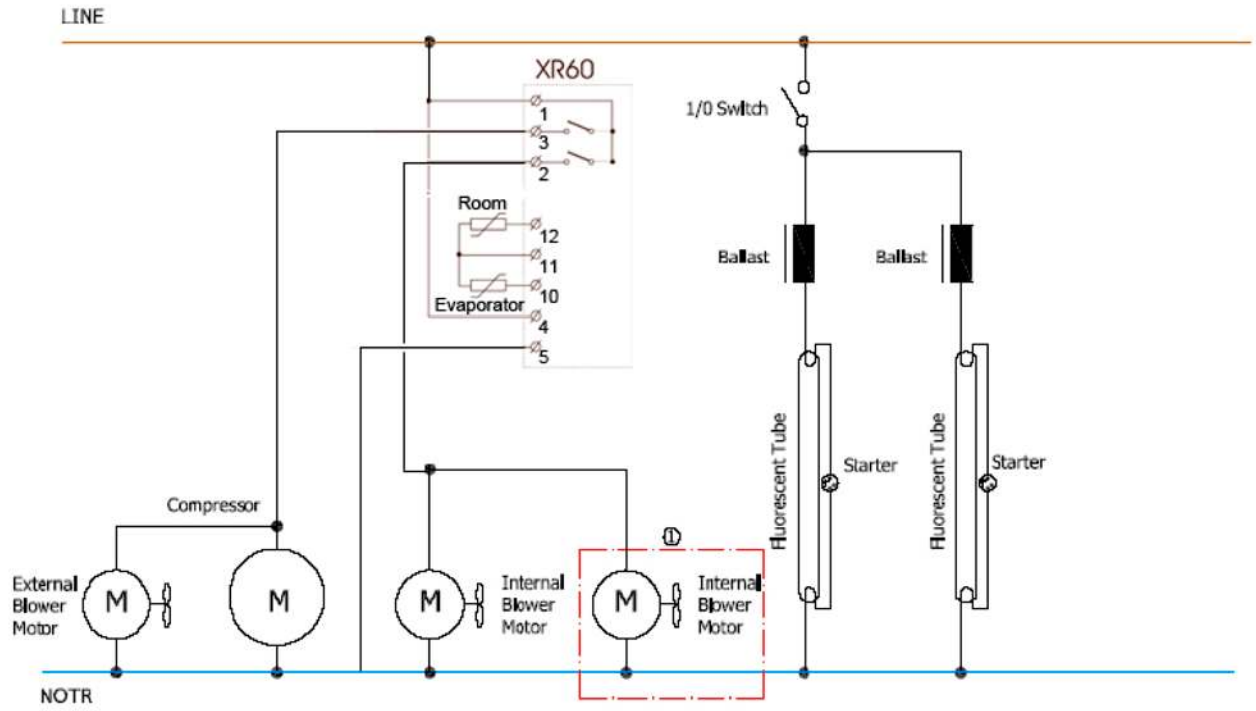 LINE
XR60
1
3
2
Room
12
11
10
Evaporator
4
5
1/0 Switch
Ballast
Ballast
Fluorescent Tube
Starter
Fluorescent Tube
Starter
Compressor
1
External
Blower
Motor
M
M
M
Internal
Blower
Motor
M
Internal
Blower
Motor
NOTR